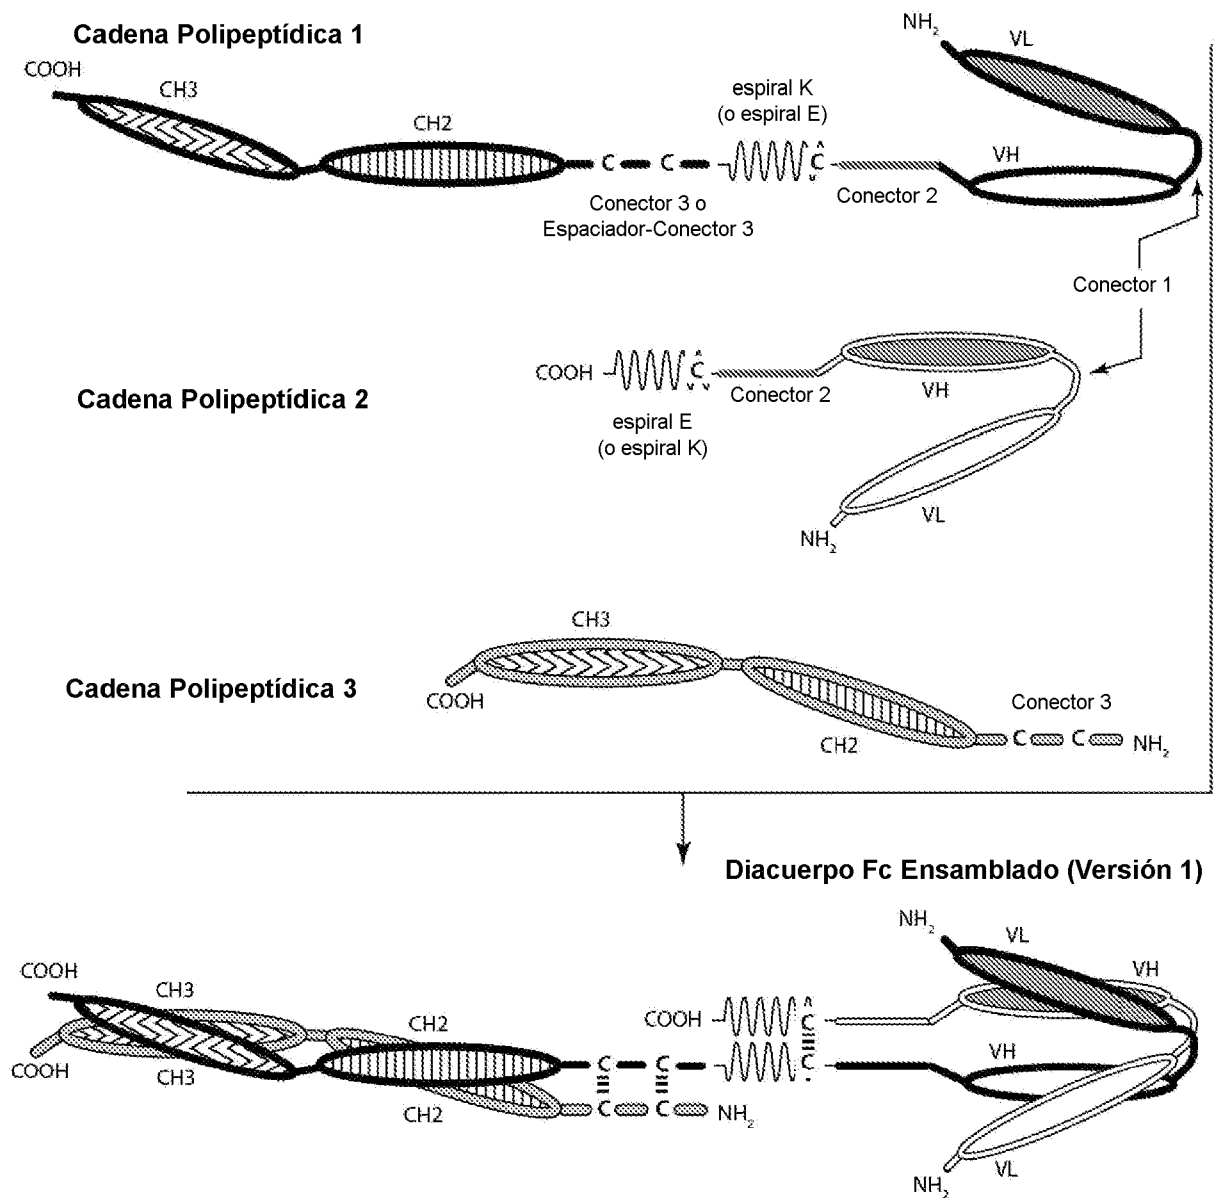 Cadena Polipeptídica 1
COOH
CH3
CH2
C C
Conector 3 o
Espaciador-Conector 3
espiral K
(o espiral E)
C
Conector 2
VH
NH2
VL
Conector 1
Cadena Polipeptídica 2
COOH
C
Conector 2
espiral E
(o espiral K)
VH
VL
NH2
Cadena Polipeptídica 3
COOH
CH3
CH2
Conector 3
C C NH2
Diacuerpo Fc Ensamblado (Versión 1)
COOH
CH3
COOH
CH3
CH2
CH2
C C
C C NH2
COOH
C
C
NH2
VL
VH
VH
VL
NH2